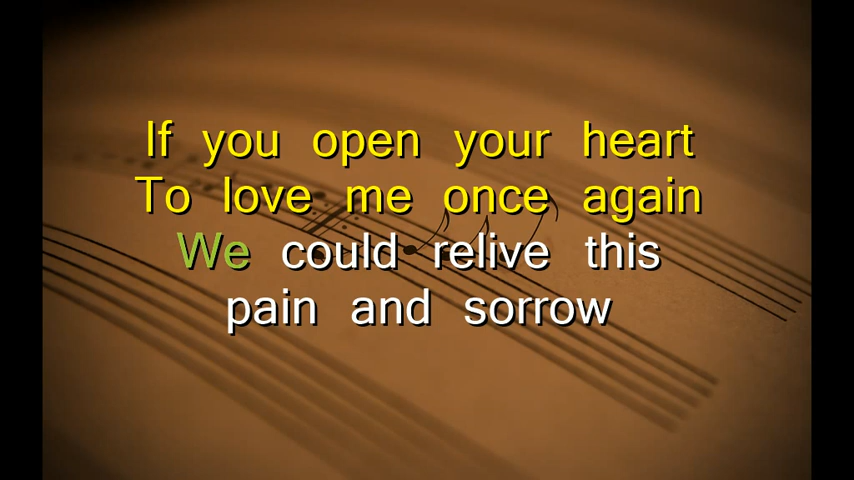 If you open your heart
To love me once again
We could relive this
pain and sorrow